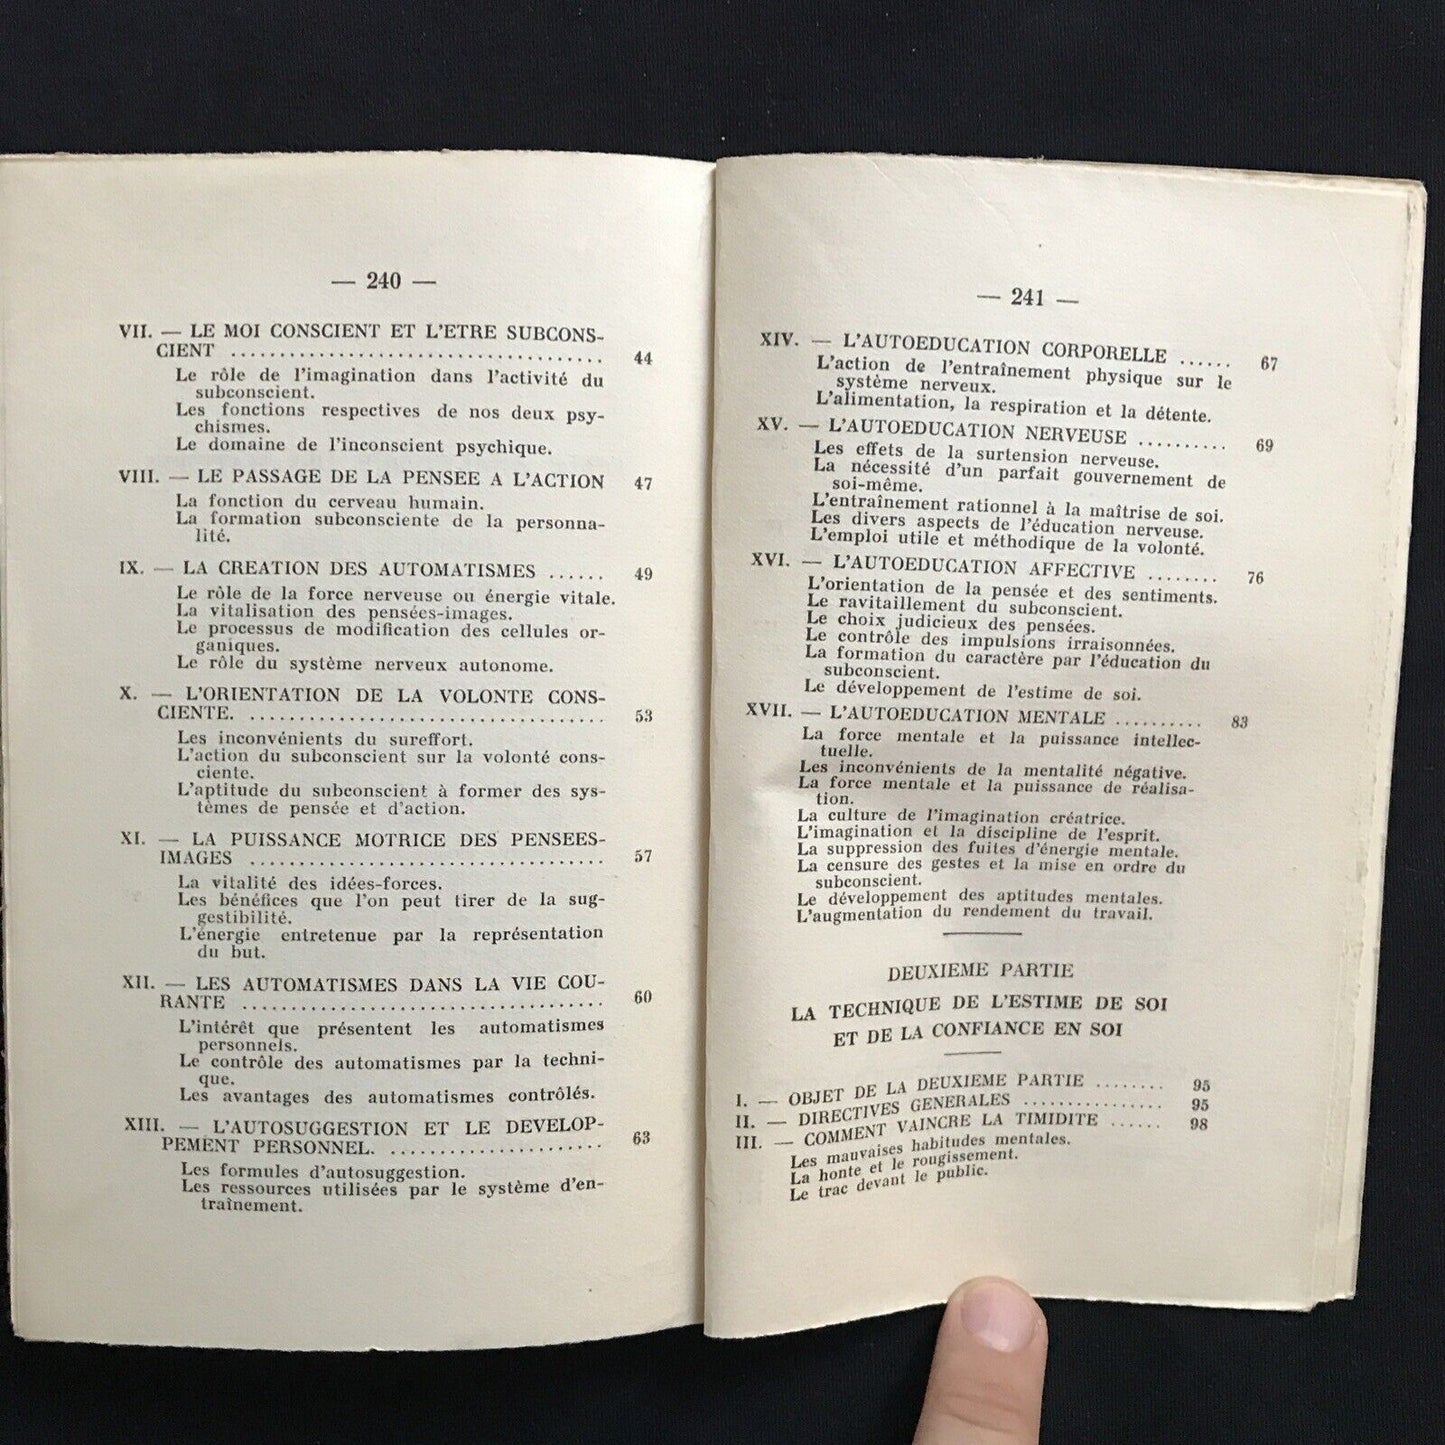 — 240 —
VII. — LE MOI CONSCIENT ET L'ETRE SUBCONS-
CIENT ..................................... 44
Le rôle de l'imagination dans l'activité du
subconscient.
Les fonctions respectives de nos deux psy-
chismes.
Le domaine de l'inconscient psychique.
VIII. — LE PASSAGE DE LA PENSEE A L'ACTION 47
La fonction du cerveau humain.
La formation subconsciente de la personna-
lité.
IX. — LA CREATION DES AUTOMATISMES ...... 49
Le rôle de la force nerveuse ou énergie vitale.
La vitalisation des pensées-images.
Le processus de modification des cellules or-
ganiques.
Le rôle du système nerveux autonome.
X. — L'ORIENTATION DE LA VOLONTE CONS-
CIENTE. .................................... 53
Les inconvénients du sureffort.
L'action du subconscient sur la volonté cons-
ciente.
L'aptitude du subconscient à former des sys-
tèmes de pensée et d'action.
XI. — LA PUISSANCE MOTRICE DES PENSEES-
IMAGES .................................... 57
La vitalité des idées-forces.
Les bénéfices que l'on peut tirer de la sug-
gestibilité.
L'énergie entretenue par la représentation
du but.
XII. — LES AUTOMATISMES DANS LA VIE COU-
RANTE ..................................... 60
L'intérêt que présentent les automatismes
personnels.
Le contrôle des automatismes par la techni-
que.
Les avantages des automatismes contrôlés.
XIII. — L'AUTOSUGGESTION ET LE DEVELOP-
PEMENT PERSONNEL. ...................... 63
Les formules d'autosuggestion.
Les ressources utilisées par le système d'en-
traînement.
— 241 —
XIV. — L'AUTOEDUCATION CORPORELLE ...... 67
L'action de l'entraînement physique sur le
système nerveux.
L'alimentation, la respiration et la détente.
XV. — L'AUTOEDUCATION NERVEUSE .......... 69
Les effets de la surtension nerveuse.
La nécessité d'un parfait gouvernement de
soi-même.
L'entraînement rationnel à la maîtrise de soi.
Les divers aspects de l'éducation nerveuse.
L'emploi utile et méthodique de la volonté.
XVI. — L'AUTOEDUCATION AFFECTIVE ........ 76
L'orientation de la pensée et des sentiments.
Le ravitaillement du subconscient.
Le choix judicieux des pensées.
Le contrôle des impulsions irraisonnées.
La formation du caractère par l'éducation du
subconscient.
Le développement de l'estime de soi.
XVII. — L'AUTOEDUCATION MENTALE .......... 83
La force mentale et la puissance intellec-
tuelle.
Les inconvénients de la mentalité négative.
La force mentale et la puissance de réalisa-
tion.
La culture de l'imagination créatrice.
L'imagination et la discipline de l'esprit.
La suppression des fuites d'énergie mentale.
La censure des gestes et la mise en ordre du
subconscient.
Le développement des aptitudes mentales.
L'augmentation du rendement du travail.
DEUXIEME PARTIE
LA TECHNIQUE DE L'ESTIME DE SOI
ET DE LA CONFIANCE EN SOI
I. — OBJET DE LA DEUXIEME PARTIE ........ 95
II. — DIRECTIVES GENERALES ................ 95
III. — COMMENT VAINCRE LA TIMIDITE ...... 98
Les mauvaises habitudes mentales.
La honte et le rougissement.
Le trac devant le public.